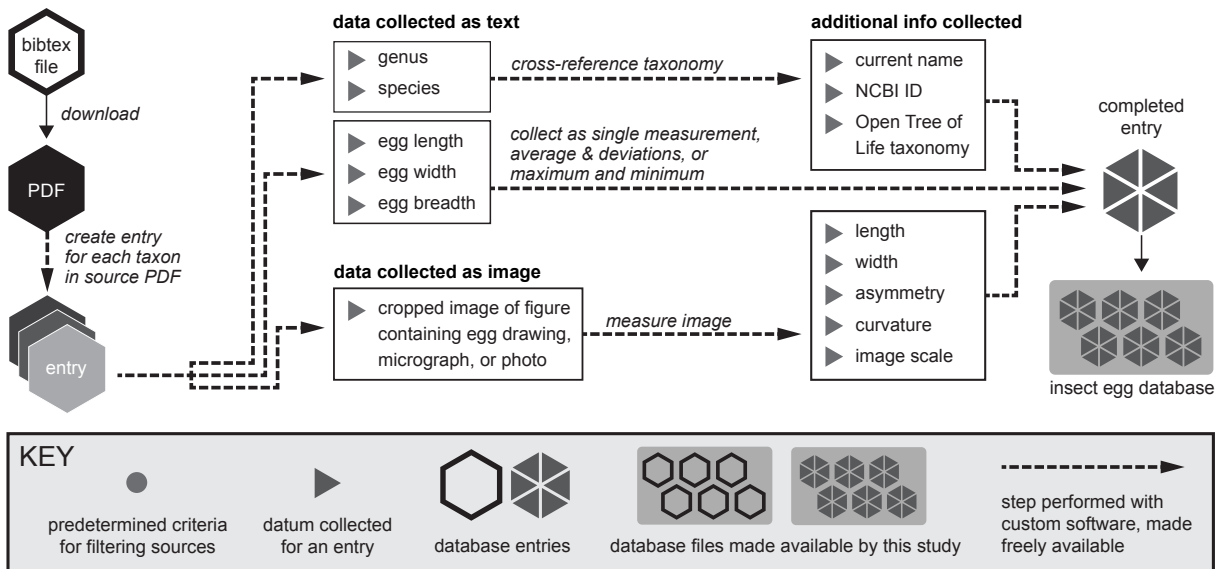 bibtex
file
download
PDF
create entry
for each taxon
in source PDF
entry
data collected as text
genus
species
egg length
egg width
egg breadth
cross-reference taxonomy
collect as single measurement,
average & deviations, or
maximum and minimum
data collected as image
cropped image of figure
containing egg drawing,
micrograph, or photo
measure image
additional info collected
current name
NCBI ID
Open Tree of
Life taxonomy
length
width
asymmetry
curvature
image scale
completed
entry
insect egg database
KEY
predetermined criteria
for filtering sources
datum collected
for an entry
database entries
database files made available by this study
step performed with
custom software, made
freely available